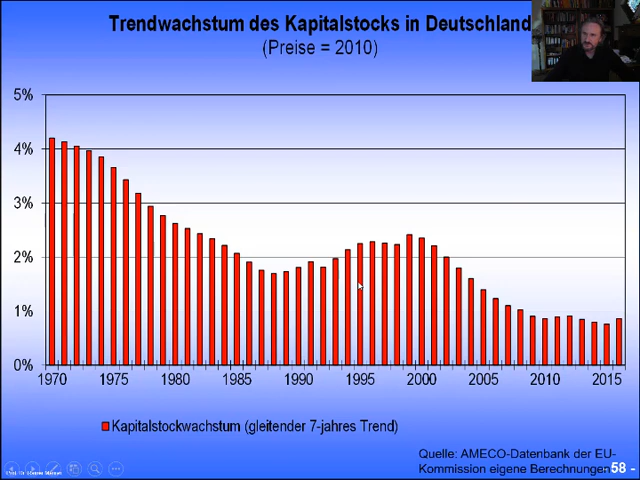 Trendwachstum des Kapitalstocks in Deutschland
(Preise = 2010)
5%
4%
3%
2%
1%
0%
1970 1975 1980 1985 1990 1995 2000 2005 2010 2015
Kapitalstockwachstum (gleitender 7-jahres Trend)
Quelle: AMECO-Datenbank der EU-
Kommission eigene Berechnungen
58 -